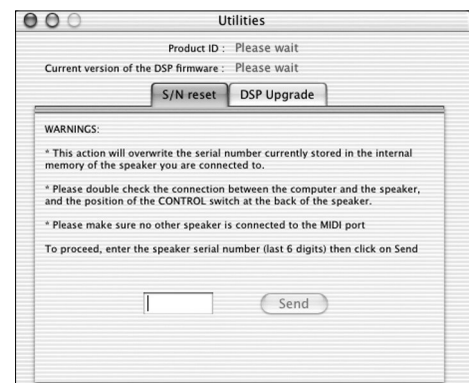 Utilities
Product ID : Please wait
Current version of the DSP firmware : Please wait
S/N reset DSP Upgrade
WARNINGS:
* This action will overwrite the serial number currently stored in the internal
memory of the speaker you are connected to.
* Please double check the connection between the computer and the speaker,
and the position of the CONTROL switch at the back of the speaker.
* Please make sure no other speaker is connected to the MIDI port
To proceed, enter the speaker serial number (last 6 digits) then click on Send
Send